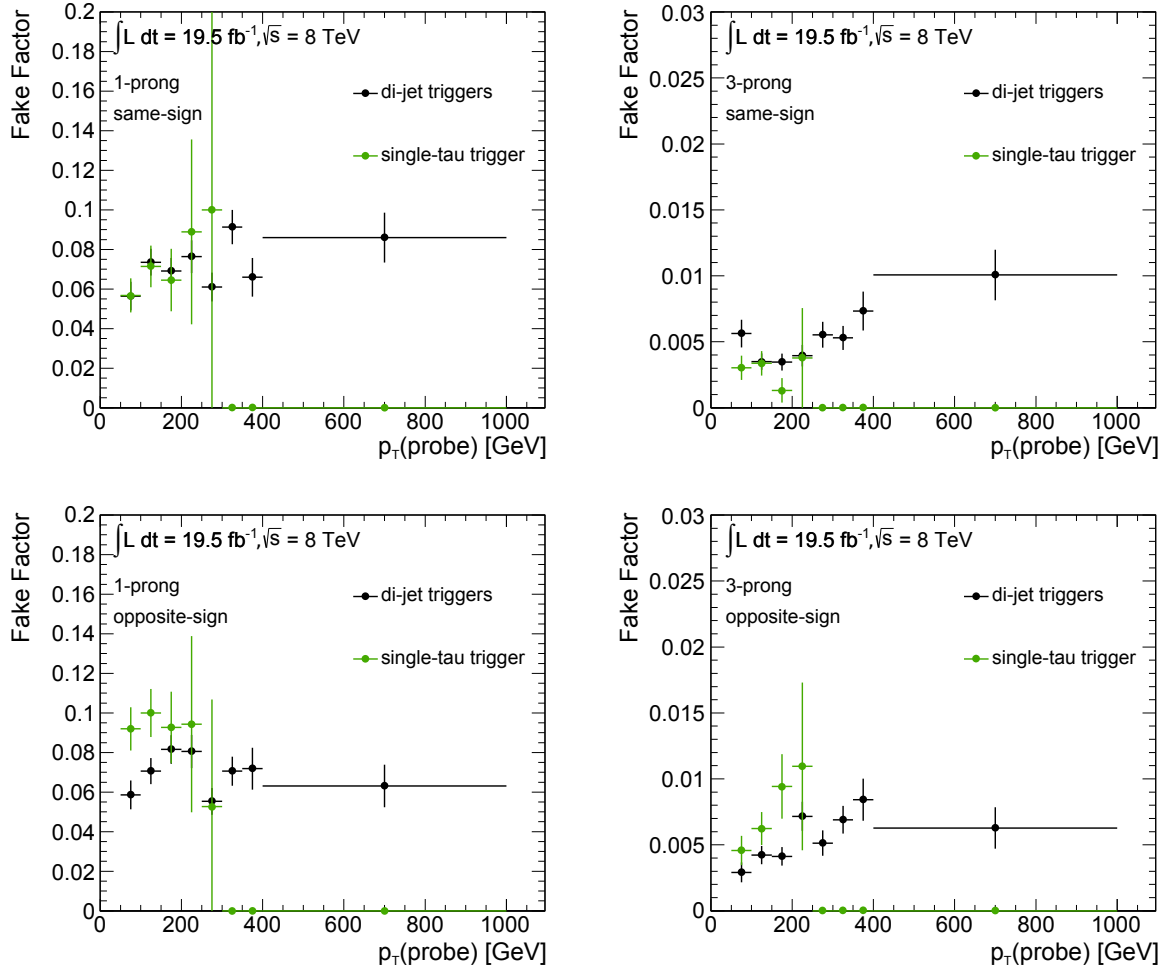 Fake Factor
0.2
0.18
0.16
0.14
0.12
0.1
0.08
0.06
0.04
0.02
0
∫L dt = 19.5 fb⁻¹,√s = 8 TeV
1-prong
same-sign
di-jet triggers
single-tau trigger
0 200 400 600 800 1000
p_T(probe) [GeV]
Fake Factor
0.03
0.025
0.02
0.015
0.01
0.005
0
∫L dt = 19.5 fb⁻¹,√s = 8 TeV
3-prong
same-sign
di-jet triggers
single-tau trigger
0 200 400 600 800 1000
p_T(probe) [GeV]
Fake Factor
0.2
0.18
0.16
0.14
0.12
0.1
0.08
0.06
0.04
0.02
0
∫L dt = 19.5 fb⁻¹,√s = 8 TeV
1-prong
opposite-sign
di-jet triggers
single-tau trigger
0 200 400 600 800 1000
p_T(probe) [GeV]
Fake Factor
0.03
0.025
0.02
0.015
0.01
0.005
0
∫L dt = 19.5 fb⁻¹,√s = 8 TeV
3-prong
opposite-sign
di-jet triggers
single-tau trigger
0 200 400 600 800 1000
p_T(probe) [GeV]